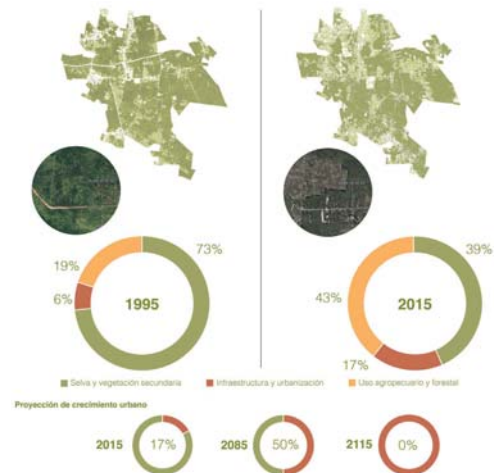 73%
19%
6%
1995
39%
43%
17%
2015
Selva y vegetación secundaria
Infraestructura y urbanización
Uso agropecuario y forestal
Proyección de crecimiento urbano
2015 17%
2085 50%
2115 0%